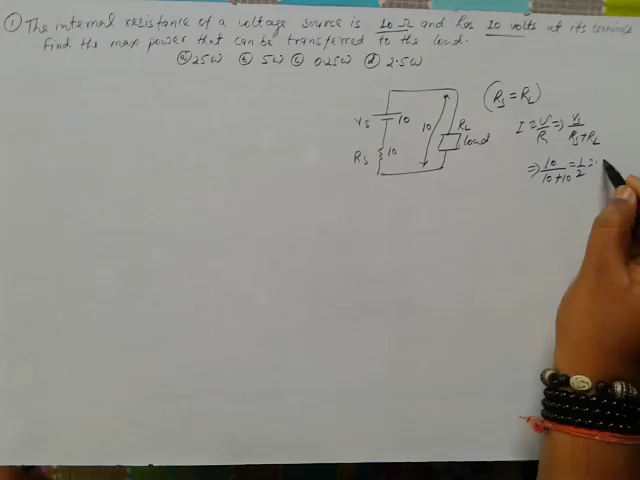 ① The internal resistance of a voltage source is 10 Ω and has 10 volts at its terminals
Find the max power that can be transferred to the load.
ⓐ 25W ⓑ 5W ⓒ 0.25W ⓓ 2.5W
(Rs = RL)
Vs 10
10
RL
load
Rs 10
I = V/R ⇒ Vs/(Rs+RL)
⇒ 10/(10+10) = 1/2 = .